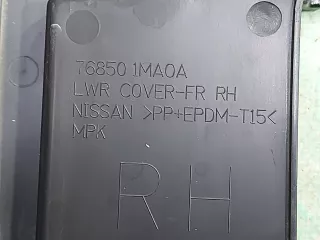 76850 1MA0A
LWR COVER-FR RH
NISSAN >PP+EPDM-T15<
MPK
RH